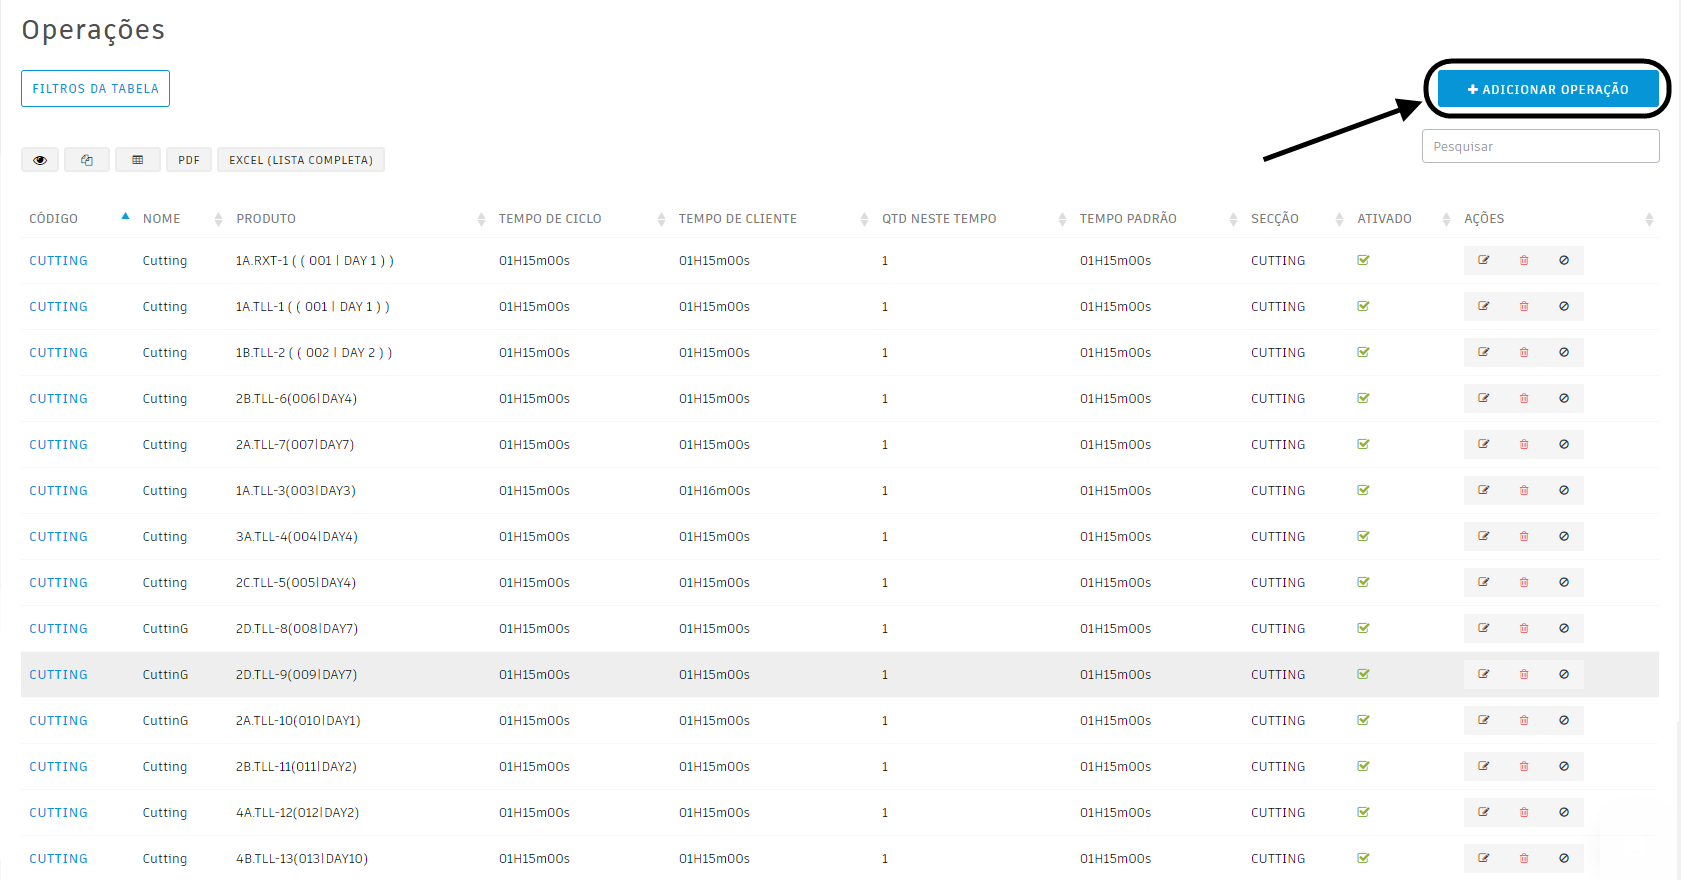 Operações
FILTROS DA TABELA
ADICIONAR OPERAÇÃO
Pesquisar
PDF EXCEL (LISTA COMPLETA)
CÓDIGO NOME PRODUTO TEMPO DE CICLO TEMPO DE CLIENTE QTD NESTE TEMPO TEMPO PADRÃO SECÇÃO ATIVADO AÇÕES
CUTTING Cutting 1A.RXT-1 ( ( 001 | DAY 1 ) ) 01H15m00s 01H15m00s 1 01H15m00s CUTTING
CUTTING Cutting 1A.TLL-1 ( ( 001 | DAY 1 ) ) 01H15m00s 01H15m00s 1 01H15m00s CUTTING
CUTTING Cutting 1B.TLL-2 ( ( 002 | DAY 2 ) ) 01H15m00s 01H15m00s 1 01H15m00s CUTTING
CUTTING Cutting 2B.TLL-6(006|DAY4) 01H15m00s 01H15m00s 1 01H15m00s CUTTING
CUTTING Cutting 2A.TLL-7(007|DAY7) 01H15m00s 01H15m00s 1 01H15m00s CUTTING
CUTTING Cutting 1A.TLL-3(003|DAY3) 01H15m00s 01H16m00s 1 01H15m00s CUTTING
CUTTING Cutting 3A.TLL-4(004|DAY4) 01H15m00s 01H15m00s 1 01H15m00s CUTTING
CUTTING Cutting 2C.TLL-5(005|DAY4) 01H15m00s 01H15m00s 1 01H15m00s CUTTING
CUTTING CuttinG 2D.TLL-8(008|DAY7) 01H15m00s 01H15m00s 1 01H15m00s CUTTING
CUTTING CuttinG 2D.TLL-9(009|DAY7) 01H15m00s 01H15m00s 1 01H15m00s CUTTING
CUTTING CuttinG 2A.TLL-10(010|DAY1) 01H15m00s 01H15m00s 1 01H15m00s CUTTING
CUTTING Cutting 2B.TLL-11(011|DAY2) 01H15m00s 01H15m00s 1 01H15m00s CUTTING
CUTTING Cutting 4A.TLL-12(012|DAY2) 01H15m00s 01H15m00s 1 01H15m00s CUTTING
CUTTING Cutting 4B.TLL-13(013|DAY10) 01H15m00s 01H15m00s 1 01H15m00s CUTTING